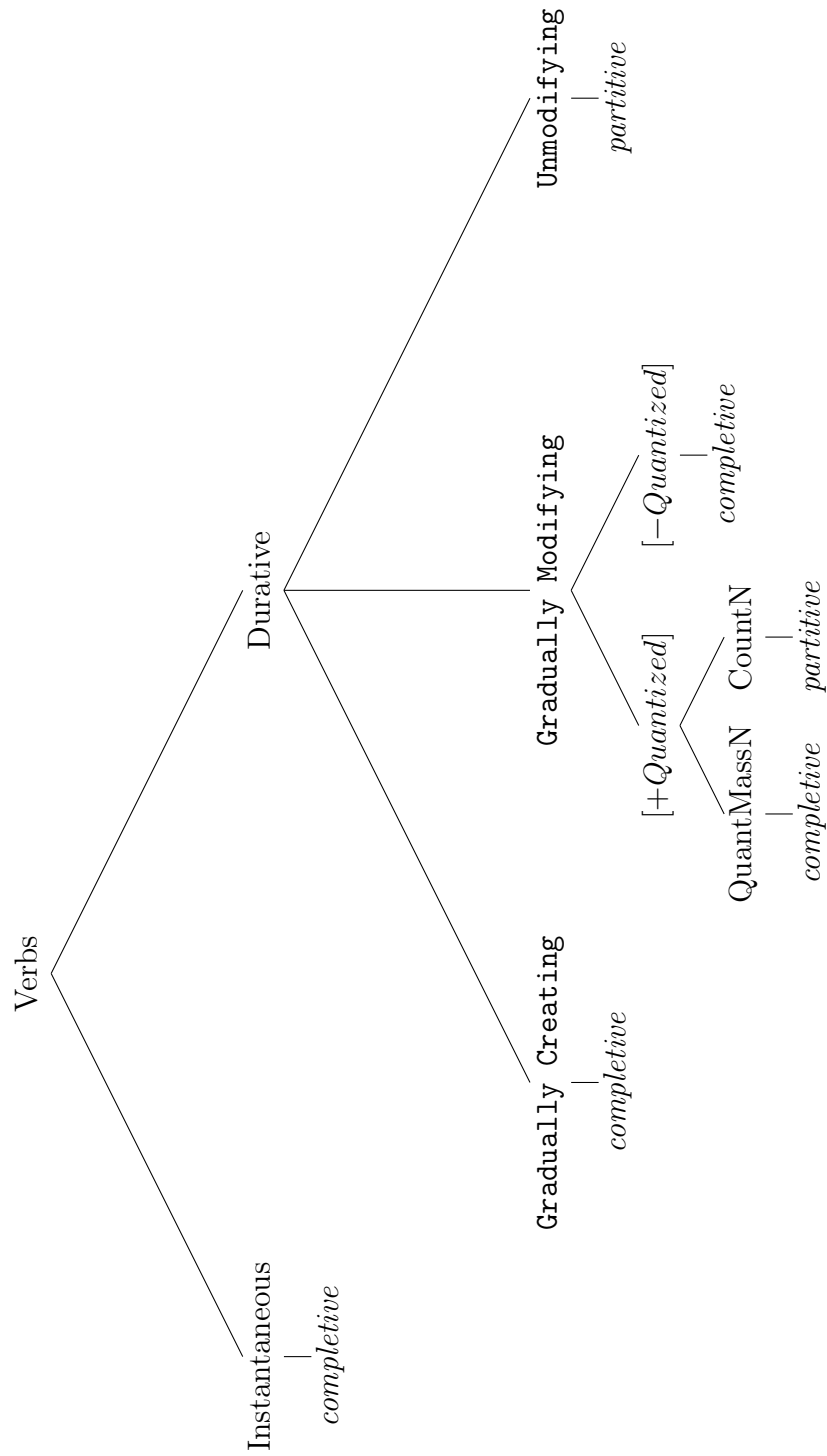 Verbs
Instantaneous
Durative
completive
Gradually Creating
Gradually Modifying
Unmodifying
completive
partitive
[+Quantized]
[−Quantized]
QuantMassN
CountN
completive
completive
partitive